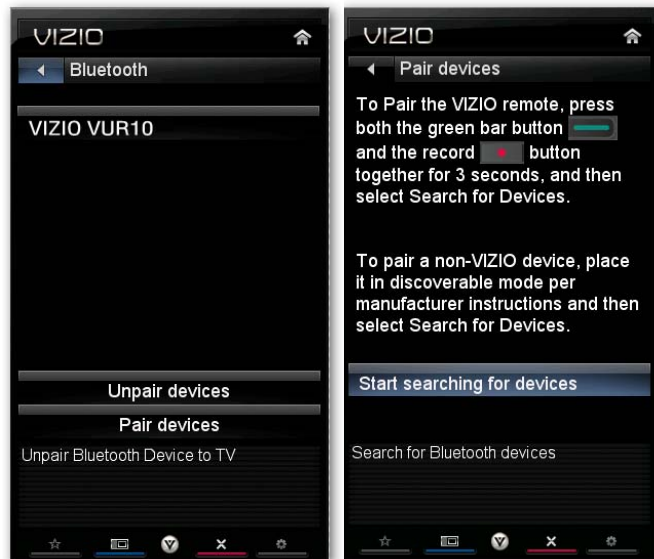 VIZIO
Bluetooth
VIZIO VUR10
Unpair devices
Pair devices
Unpair Bluetooth Device to TV
VIZIO
Pair devices
To Pair the VIZIO remote, press
both the green bar button
and the record button
together for 3 seconds, and then
select Search for Devices.
To pair a non-VIZIO device, place
it in discoverable mode per
manufacturer instructions and then
select Search for Devices.
Start searching for devices
Search for Bluetooth devices